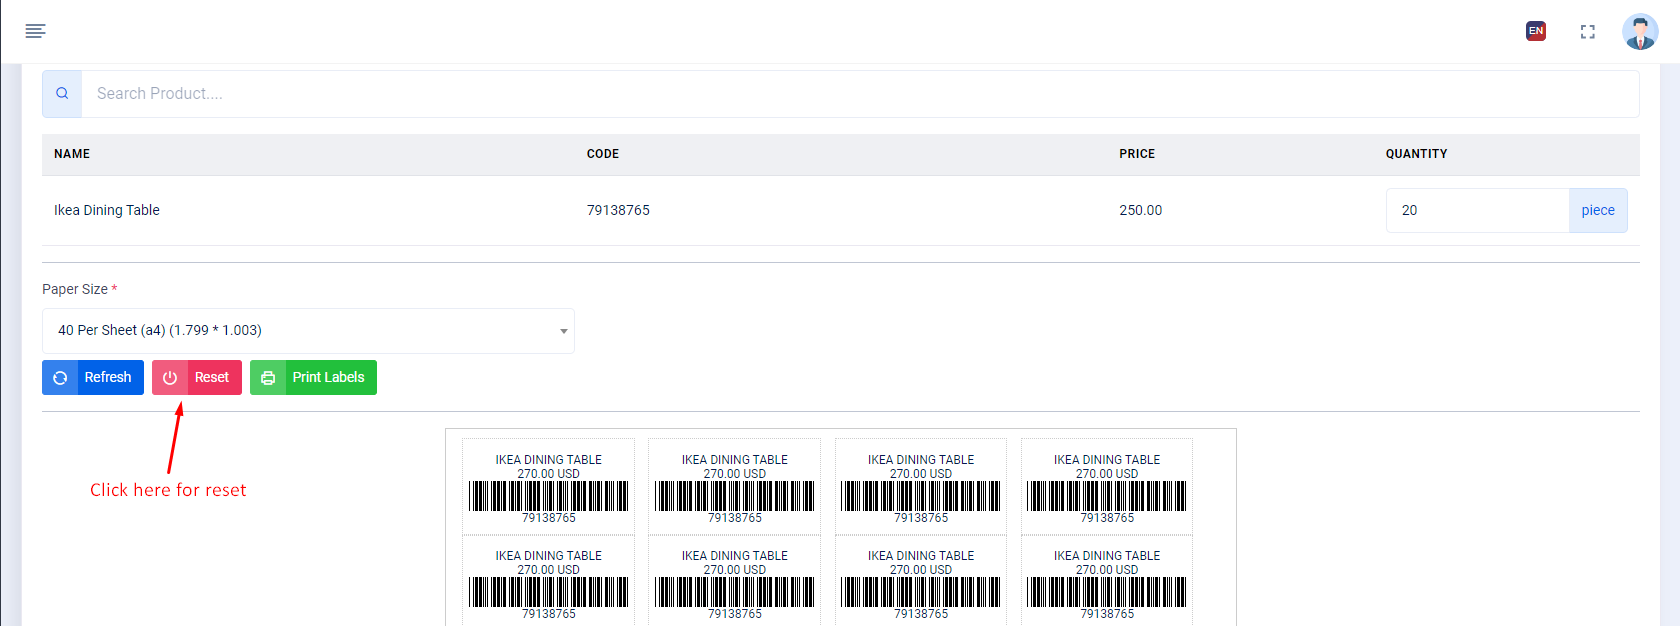 EN
Search Product....
NAME CODE PRICE QUANTITY
Ikea Dining Table 79138765 250.00 20 piece
Paper Size *
40 Per Sheet (a4) (1.799 * 1.003)
Refresh Reset Print Labels
Click here for reset
IKEA DINING TABLE IKEA DINING TABLE IKEA DINING TABLE IKEA DINING TABLE
270.00 USD 270.00 USD 270.00 USD 270.00 USD
79138765 79138765 79138765 79138765
IKEA DINING TABLE IKEA DINING TABLE IKEA DINING TABLE IKEA DINING TABLE
270.00 USD 270.00 USD 270.00 USD 270.00 USD
79138765 79138765 79138765 79138765